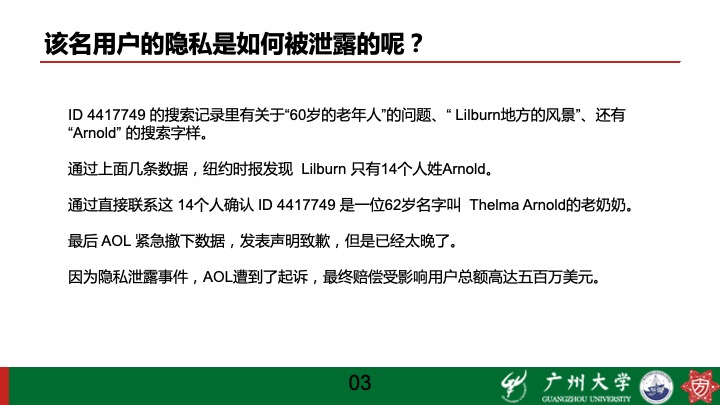 该名用户的隐私是如何被泄露的呢？
ID 4417749 的搜索记录里有关于“60岁的老年人”的问题、“ Lilburn地方的风景”、还有
“Arnold” 的搜索字样。
通过上面几条数据，纽约时报发现 Lilburn 只有14个人姓Arnold。
通过直接联系这 14个人确认 ID 4417749 是一位62岁名字叫 Thelma Arnold的老奶奶。
最后 AOL 紧急撤下数据，发表声明致歉，但是已经太晚了。
因为隐私泄露事件，AOL遭到了起诉，最终赔偿受影响用户总额高达五百万美元。
03
广州大学
GUANGZHOU UNIVERSITY